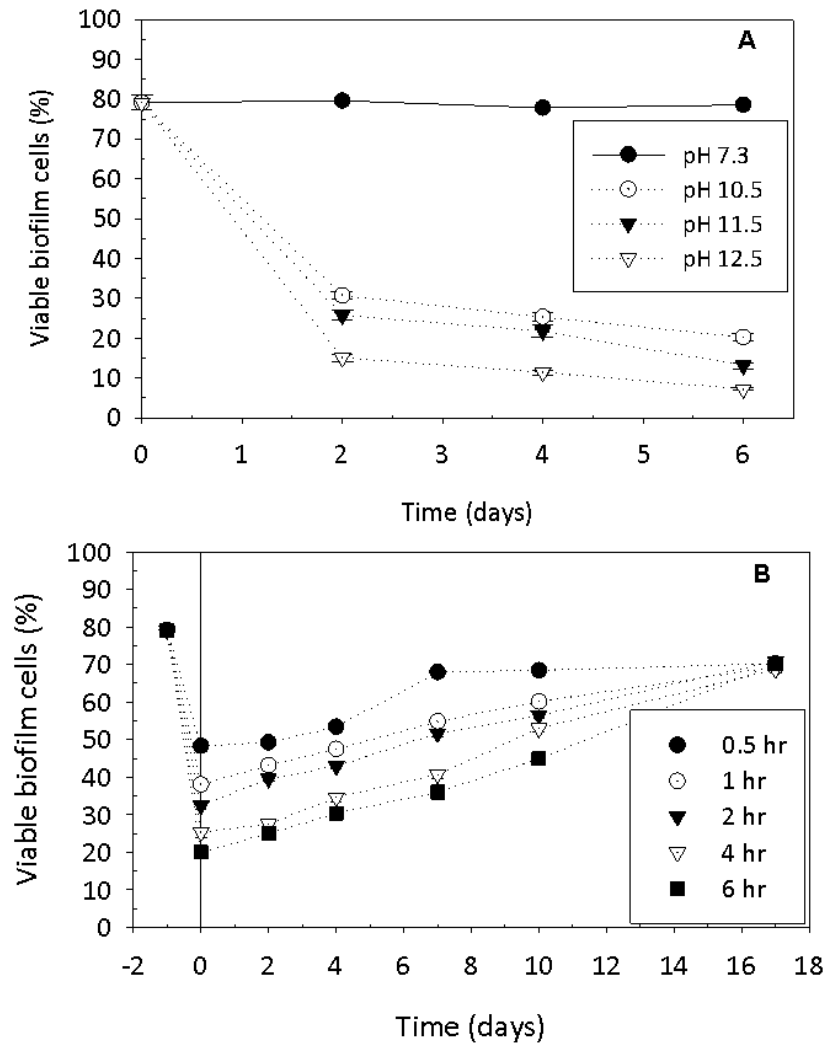 A
Viable biofilm cells (%)
100
90
80
70
60
50
40
30
20
10
0
pH 7.3
pH 10.5
pH 11.5
pH 12.5
0 1 2 4 5 6
Time (days)
B
Viable biofilm cells (%)
100
90
80
70
60
50
40
30
20
10
0
0.5 hr
1 hr
2 hr
4 hr
6 hr
-2 0 2 4 6 8 10 12 14 16 18
Time (days)